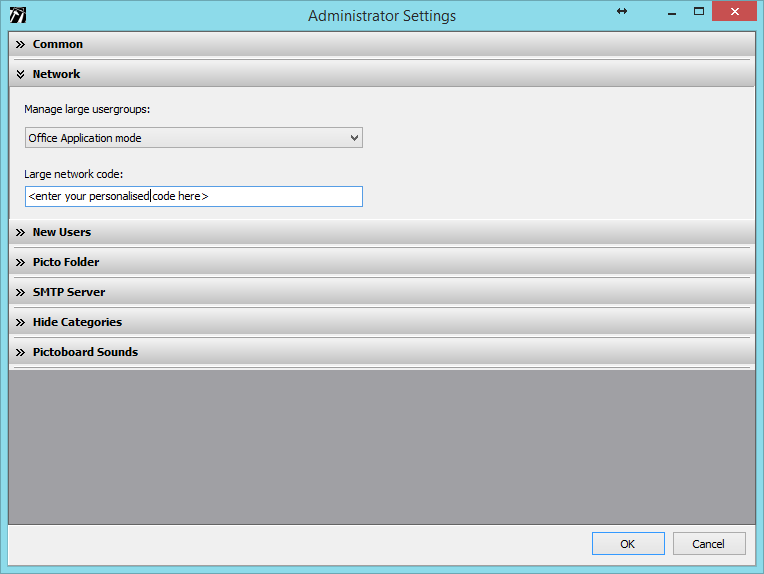 Administrator Settings
Common
Network
Manage large usergroups:
Office Application mode
Large network code:
<enter your personalised code here>
New Users
Picto Folder
SMTP Server
Hide Categories
Pictoboard Sounds
OK
Cancel